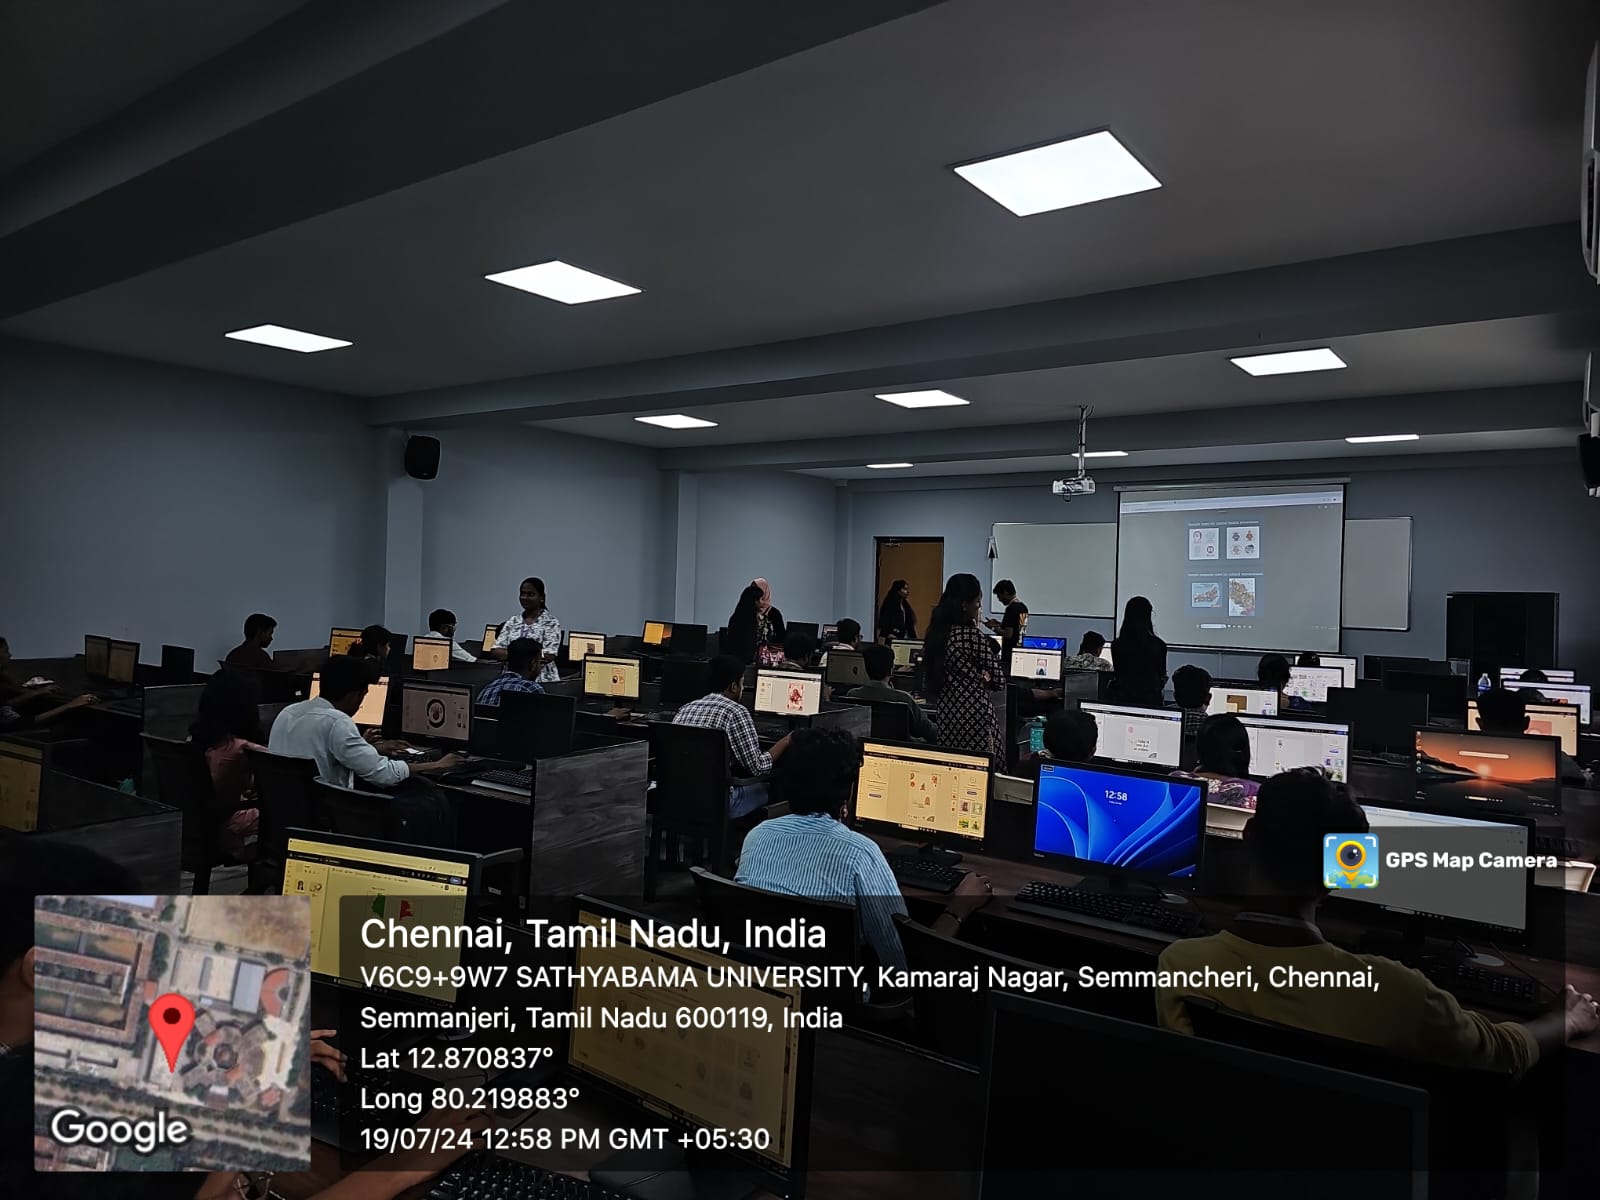 12:58
GPS Map Camera
Chennai, Tamil Nadu, India
V6C9+9W7 SATHYABAMA UNIVERSITY, Kamaraj Nagar, Semmancheri, Chennai,
Semmanjeri, Tamil Nadu 600119, India
Lat 12.870837°
Long 80.219883°
19/07/24 12:58 PM GMT +05:30
Google